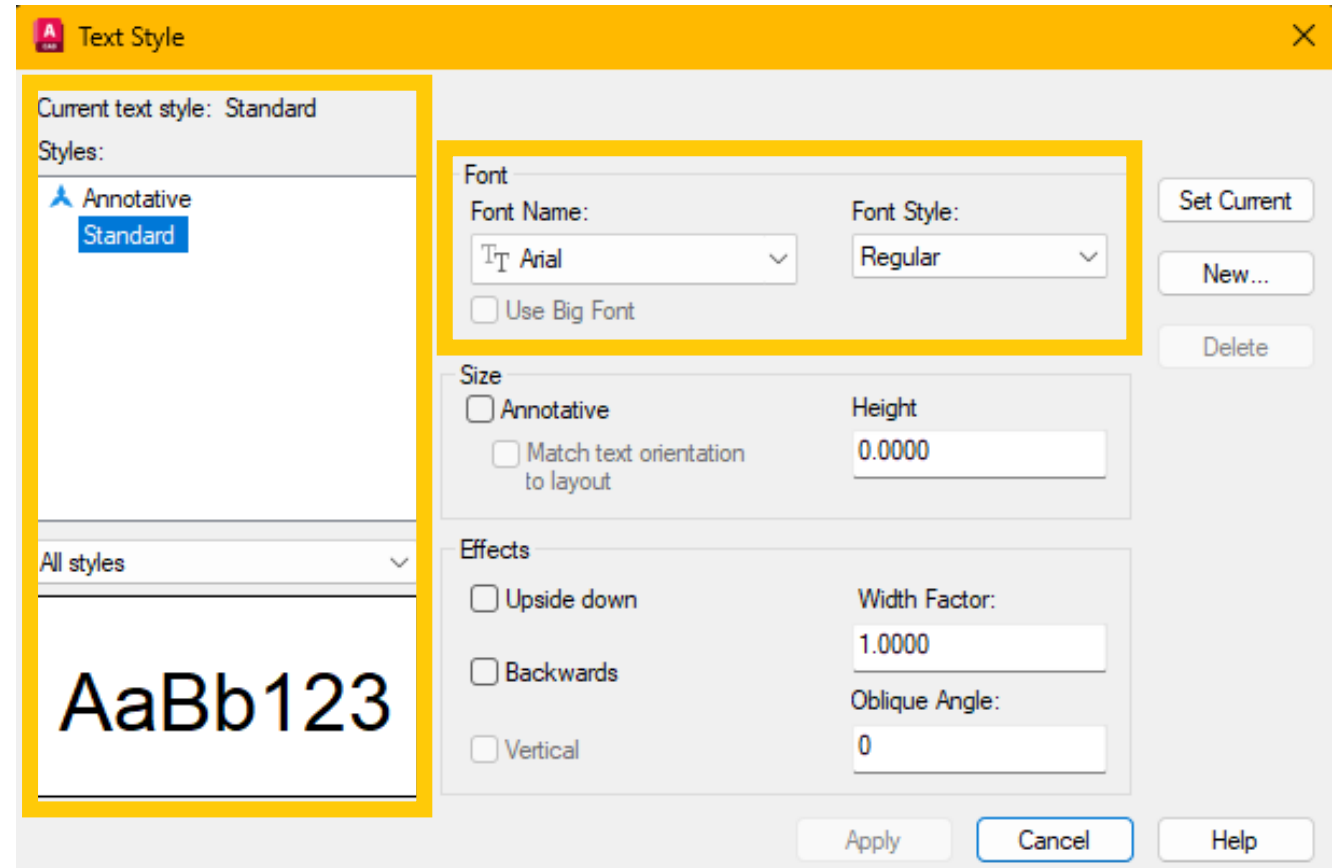 A
CAD
Text Style
Current text style: Standard
Styles:
Annotative
Standard
All styles
AaBb123
Font
Font Name:
Font Style:
TT Arial
Regular
Use Big Font
Size
Annotative
Height
Match text orientation
to layout
0.0000
Effects
Upside down
Width Factor:
1.0000
Backwards
Oblique Angle:
Vertical
0
Set Current
New...
Delete
Apply
Cancel
Help